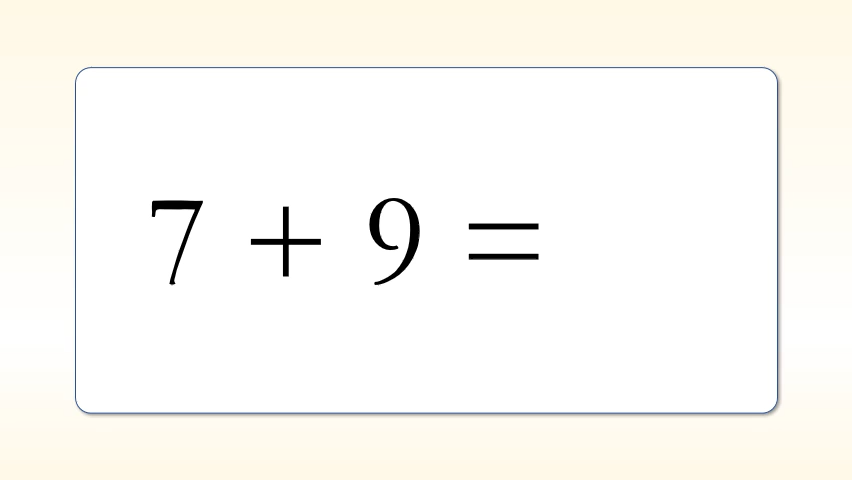 7 + 9 =